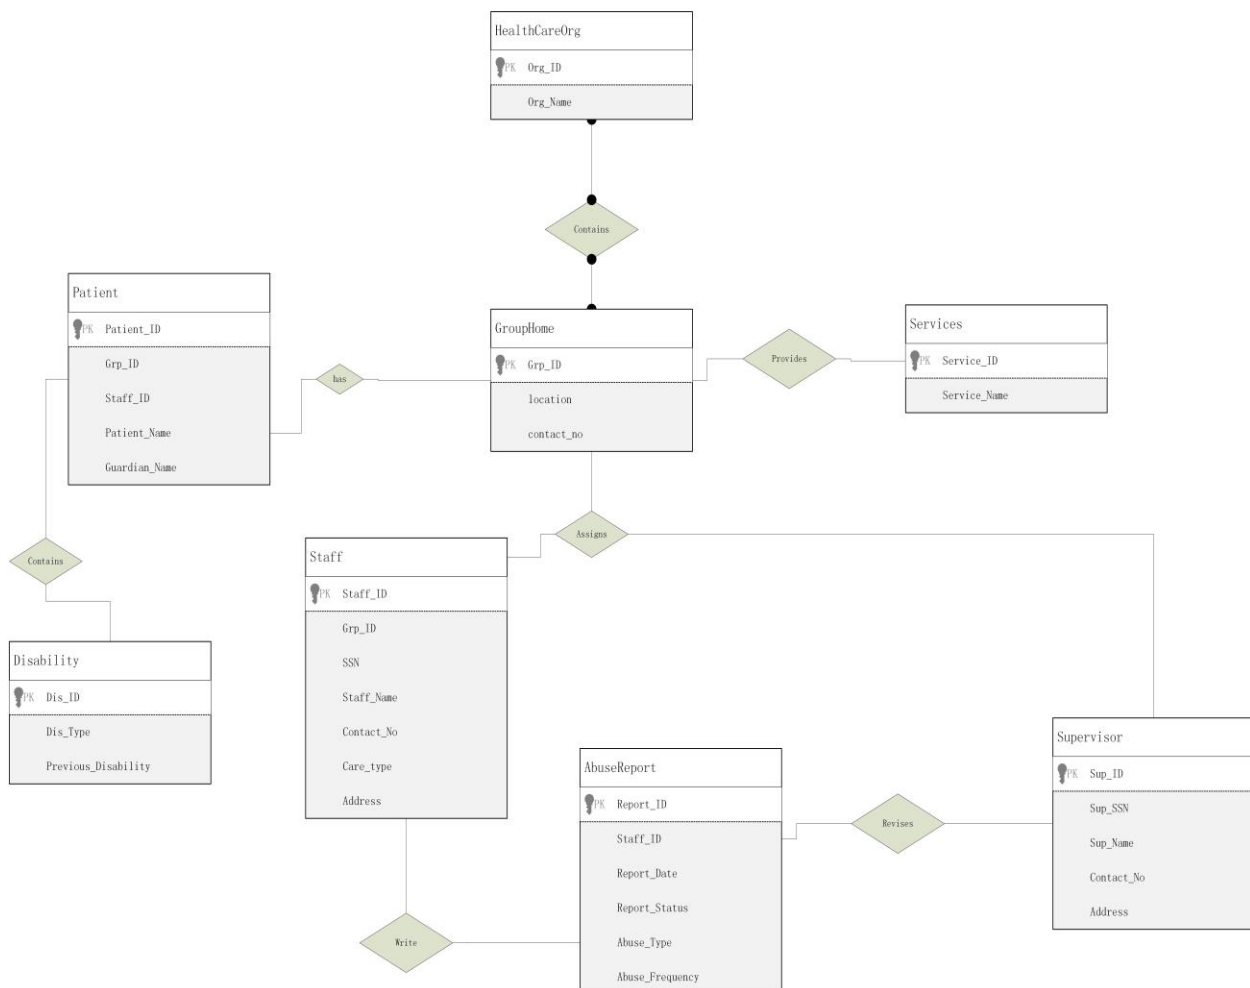 HealthCareOrg
PK Org_ID
Org_Name
Contains
Patient
PK Patient_ID
Grp_ID
Staff_ID
Patient_Name
Guardian_Name
has
GroupHome
PK Grp_ID
location
contact_no
Provides
Services
PK Service_ID
Service_Name
Assigns
Contains
Disability
PK Dis_ID
Dis_Type
Previous_Disability
Staff
PK Staff_ID
Grp_ID
SSN
Staff_Name
Contact_No
Care_type
Address
Write
AbuseReport
PK Report_ID
Staff_ID
Report_Date
Report_Status
Abuse_Type
Abuse_Frequency
Revises
Supervisor
PK Sup_ID
Sup_SSN
Sup_Name
Contact_No
Address